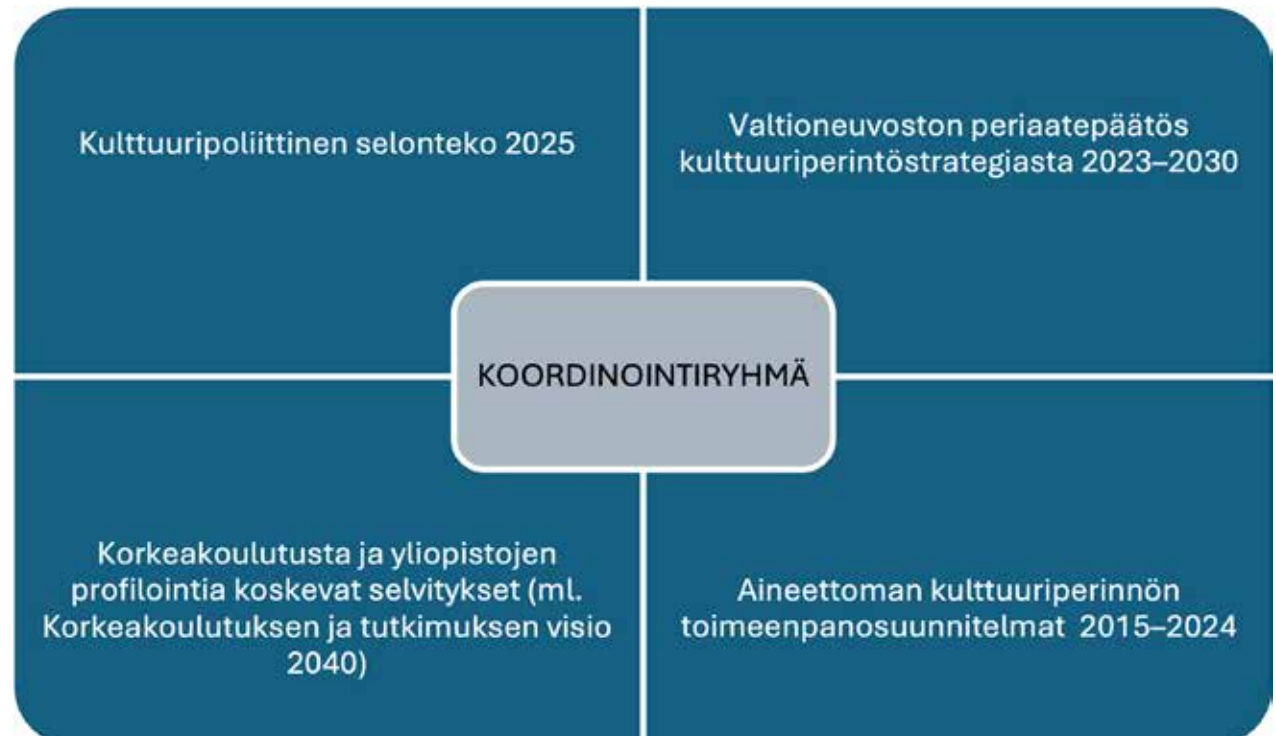 Kulttuuripoliittinen selonteko 2025
Valtioneuvoston periaatepäätös
kulttuuriperintöstrategiasta 2023–2030
KOORDINOINTIRYHMÄ
Korkeakoulutusta ja yliopistojen
profilointia koskevat selvitykset (ml.
Korkeakoulutuksen ja tutkimuksen visio
2040)
Aineettoman kulttuuriperinnön
toimeenpanosuunnitelmat 2015–2024